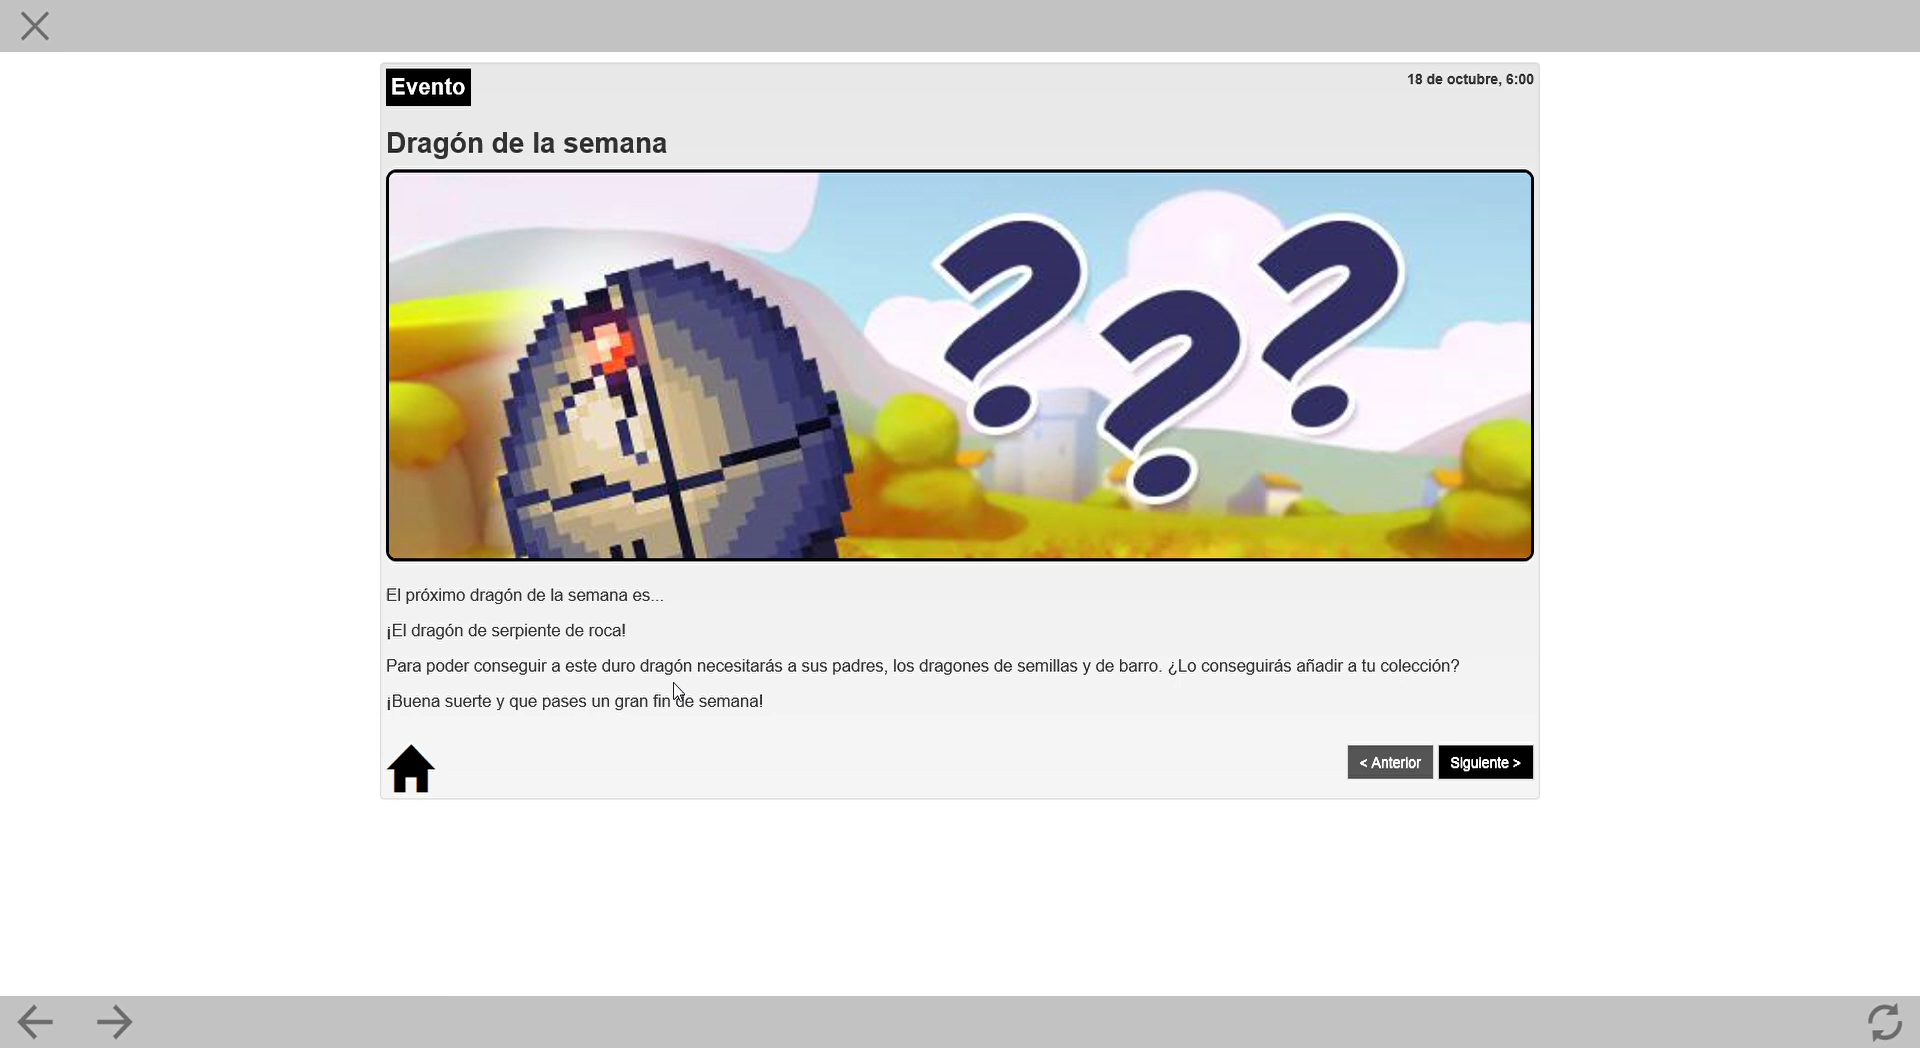 Evento
18 de octubre, 6:00
Dragón de la semana
???
El próximo dragón de la semana es...
¡El dragón de serpiente de roca!
Para poder conseguir a este duro dragón necesitarás a sus padres, los dragones de semillas y de barro. ¿Lo conseguirás añadir a tu colección?
¡Buena suerte y que pases un gran fin de semana!
< Anterior
Siguiente >